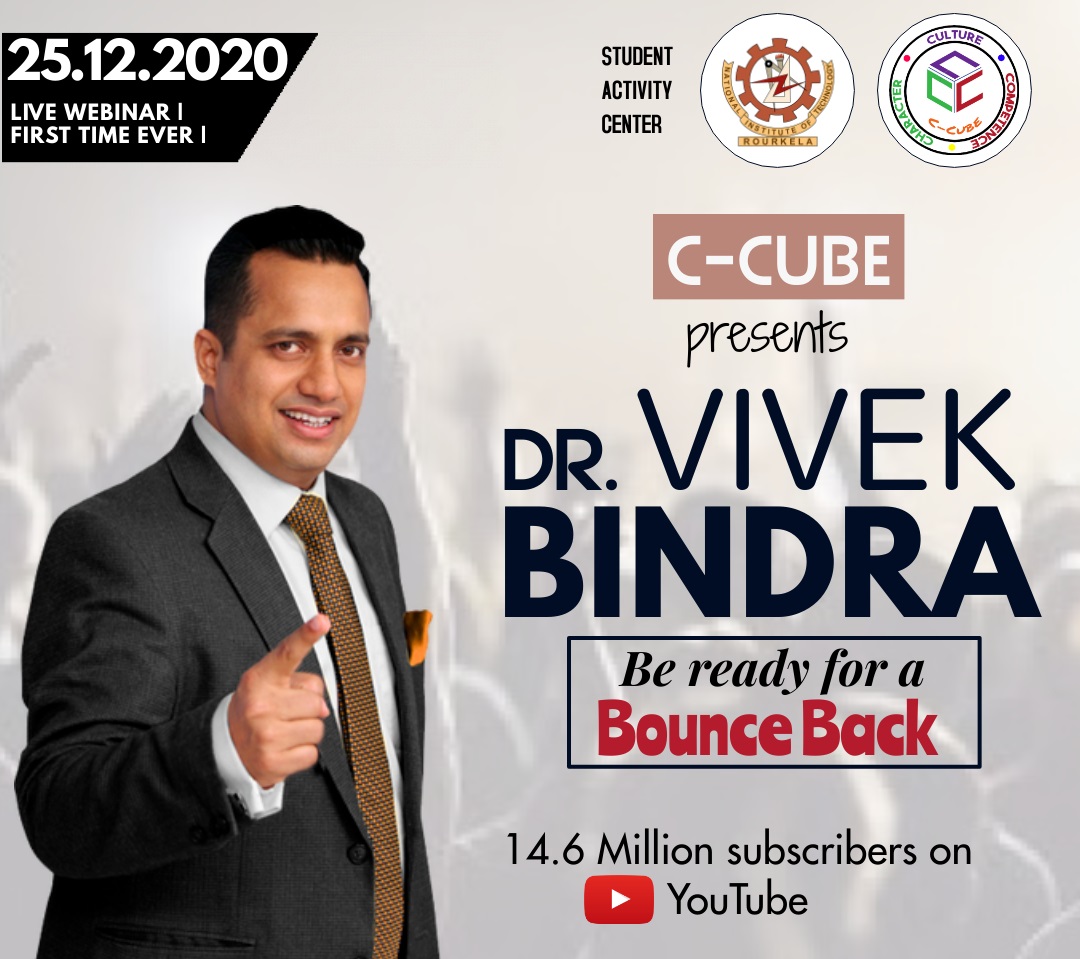 25.12.2020
LIVE WEBINAR |
FIRST TIME EVER |
STUDENT
ACTIVITY
CENTER
NATIONAL INSTITUTE OF TECHNOLOGY
ROURKELA
CULTURE
COMPETENCE
CHARACTER
C-CUBE
C-CUBE
presents
DR. VIVEK
BINDRA
Be ready for a
Bounce Back
14.6 Million subscribers on
YouTube